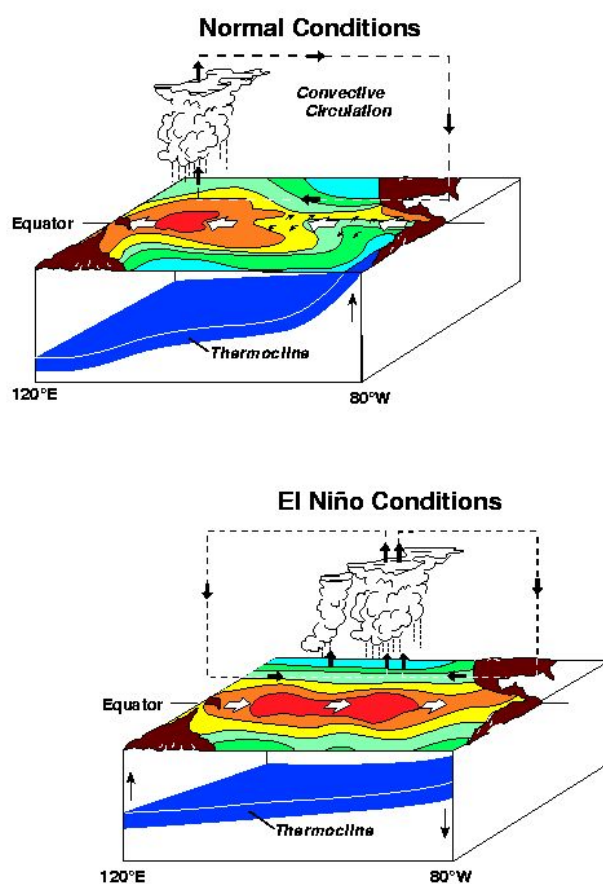 Normal Conditions
Convective
Circulation
Equator
Thermocline
120°E
80°W
El Niño Conditions
Equator
Thermocline
120°E
80°W